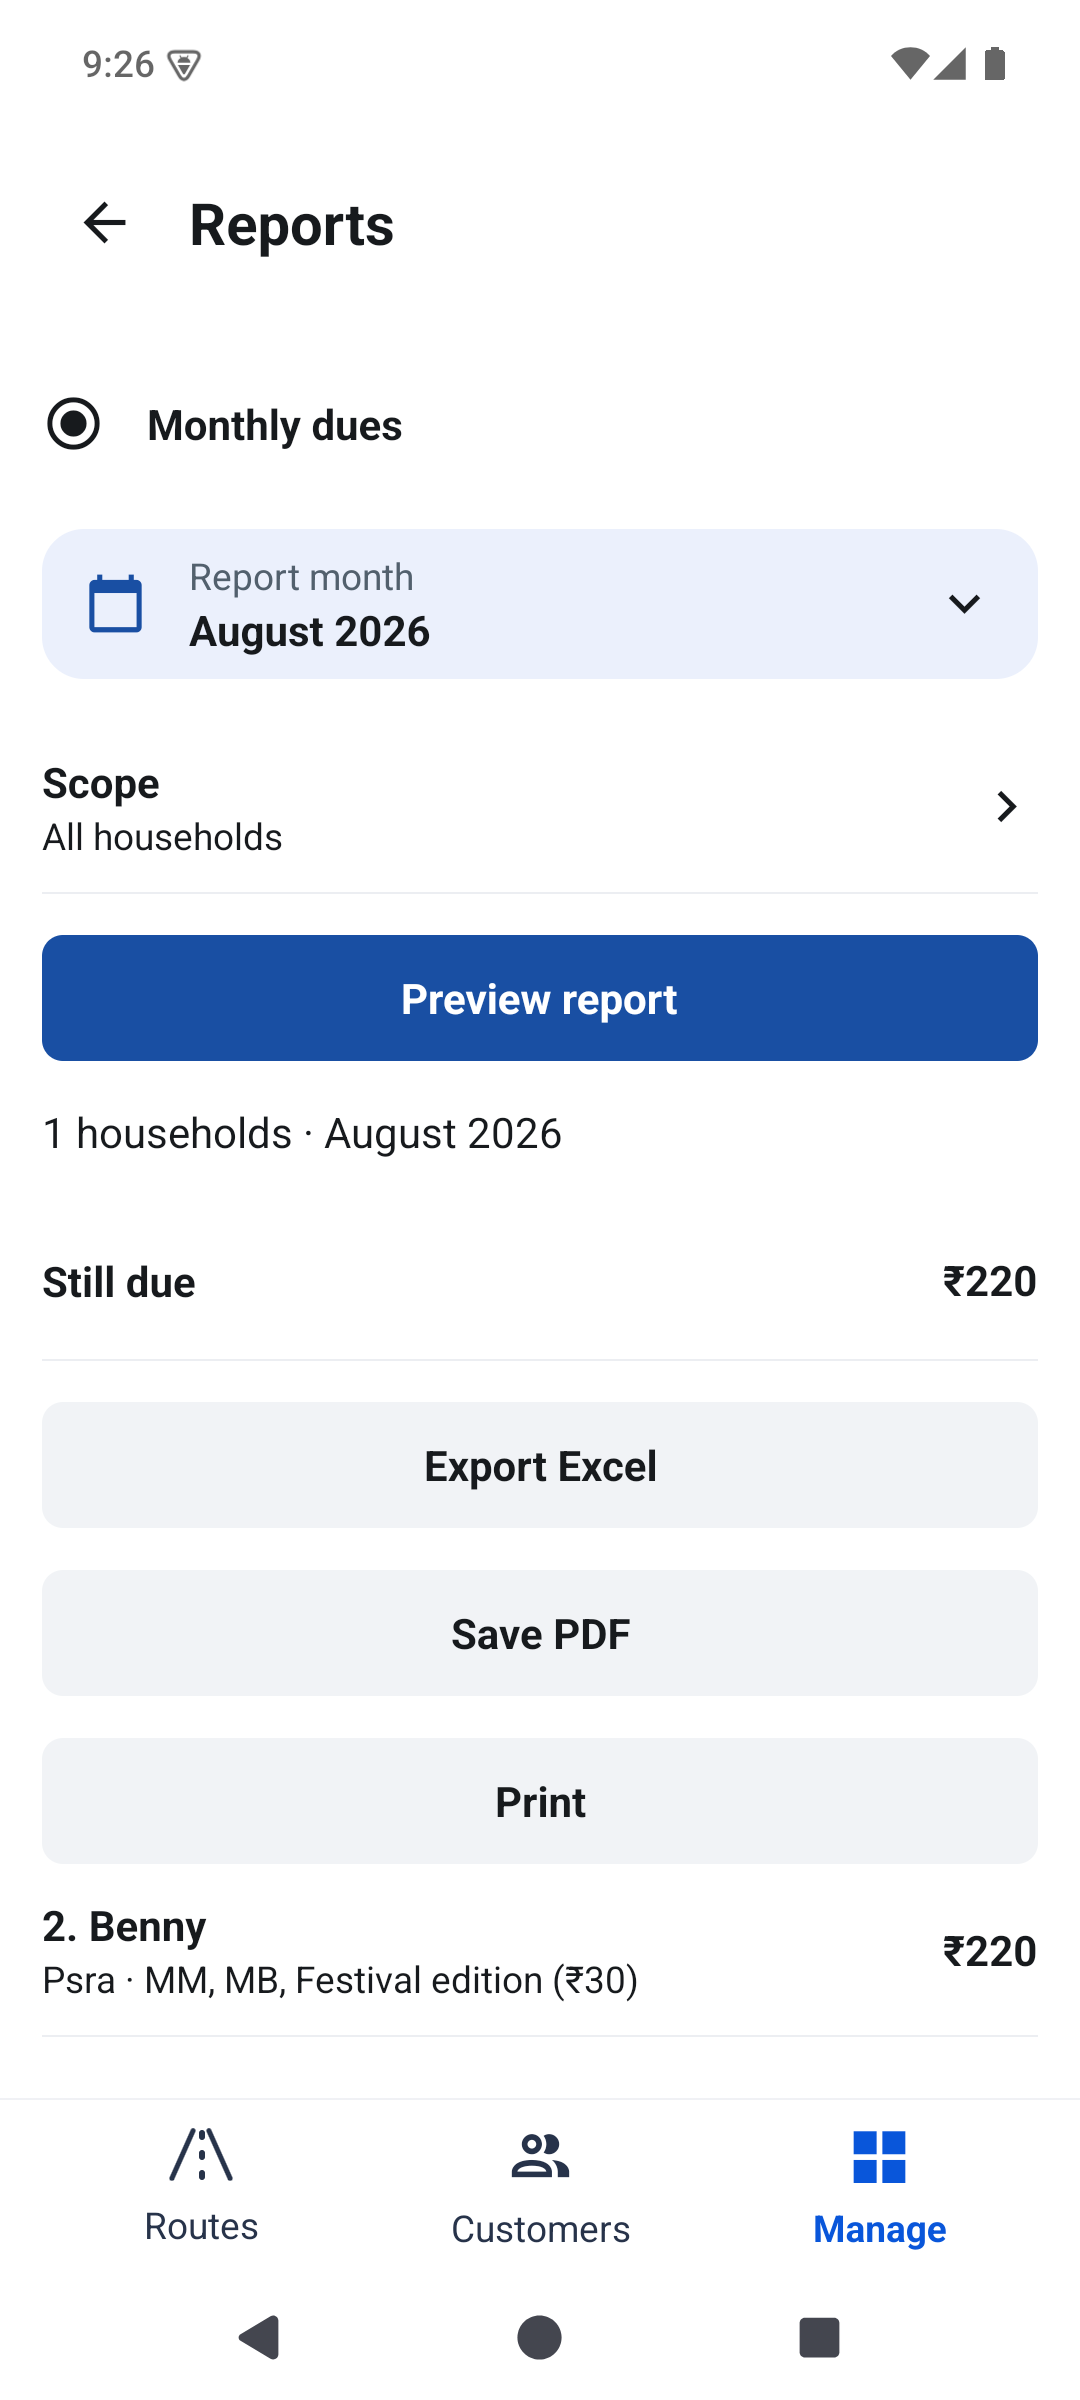 9:26
Reports
Monthly dues
Report month
August 2026
Scope
All households
Preview report
1 households · August 2026
Still due ₹220
Export Excel
Save PDF
Print
2. Benny
Psra · MM, MB, Festival edition (₹30)
₹220
Routes Customers Manage